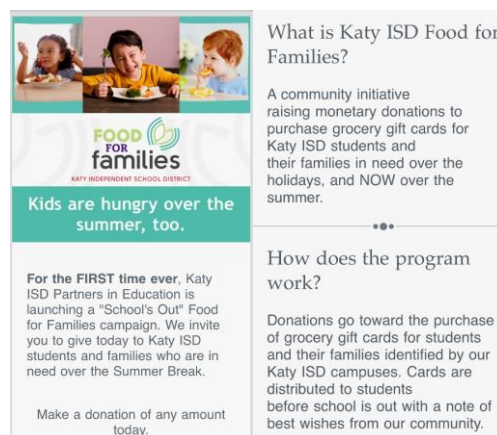 FOOD
FOR
families
KATY INDEPENDENT SCHOOL DISTRICT
Kids are hungry over the
summer, too.
For the FIRST time ever, Katy
ISD Partners in Education is
launching a "School's Out" Food
for Families campaign. We invite
you to give today to Katy ISD
students and families who are in
need over the Summer Break.
Make a donation of any amount
today.
What is Katy ISD Food for
Families?
A community initiative
raising monetary donations to
purchase grocery gift cards for
Katy ISD students and
their families in need over the
holidays, and NOW over the
summer.
How does the program
work?
Donations go toward the purchase
of grocery gift cards for students
and their families identified by our
Katy ISD campuses. Cards are
distributed to students
before school is out with a note of
best wishes from our community.